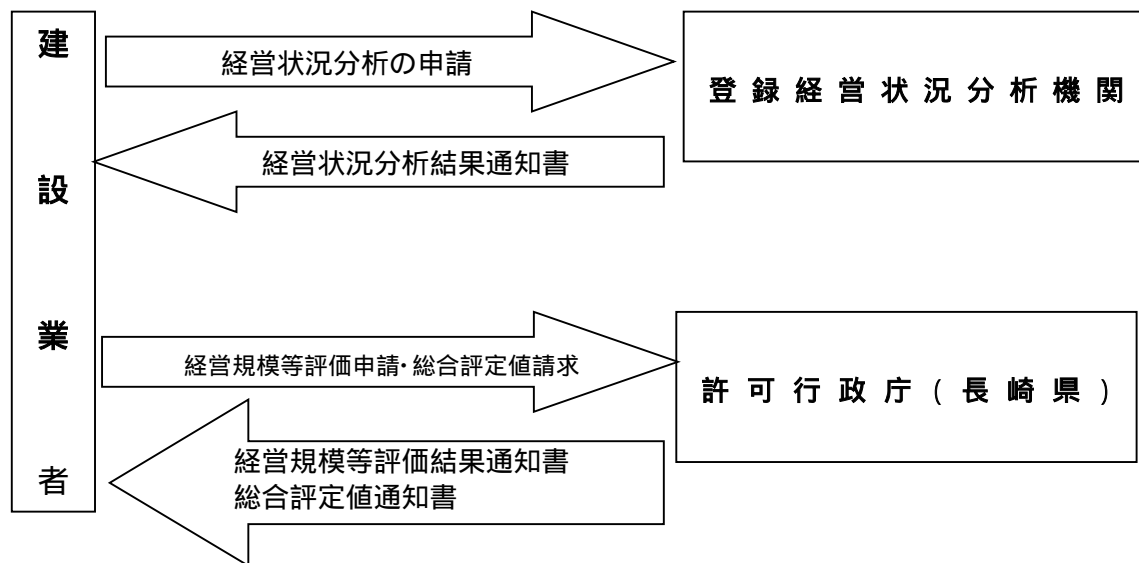 建設業者
経営状況分析の申請
登録経営状況分析機関
経営状況分析結果通知書
経営規模等評価申請･総合評定値請求
許可行政庁(長崎県)
経営規模等評価結果通知書
総合評定値通知書